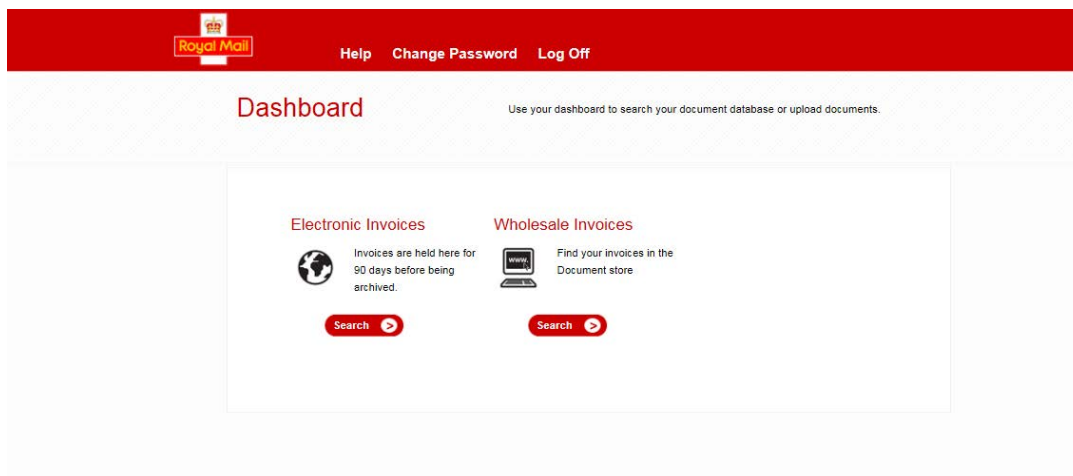 Royal Mail
Help Change Password Log Off
Dashboard
Use your dashboard to search your document database or upload documents.
Electronic Invoices
Invoices are held here for
90 days before being
archived.
Search
Wholesale Invoices
www.
Find your invoices in the
Document store
Search